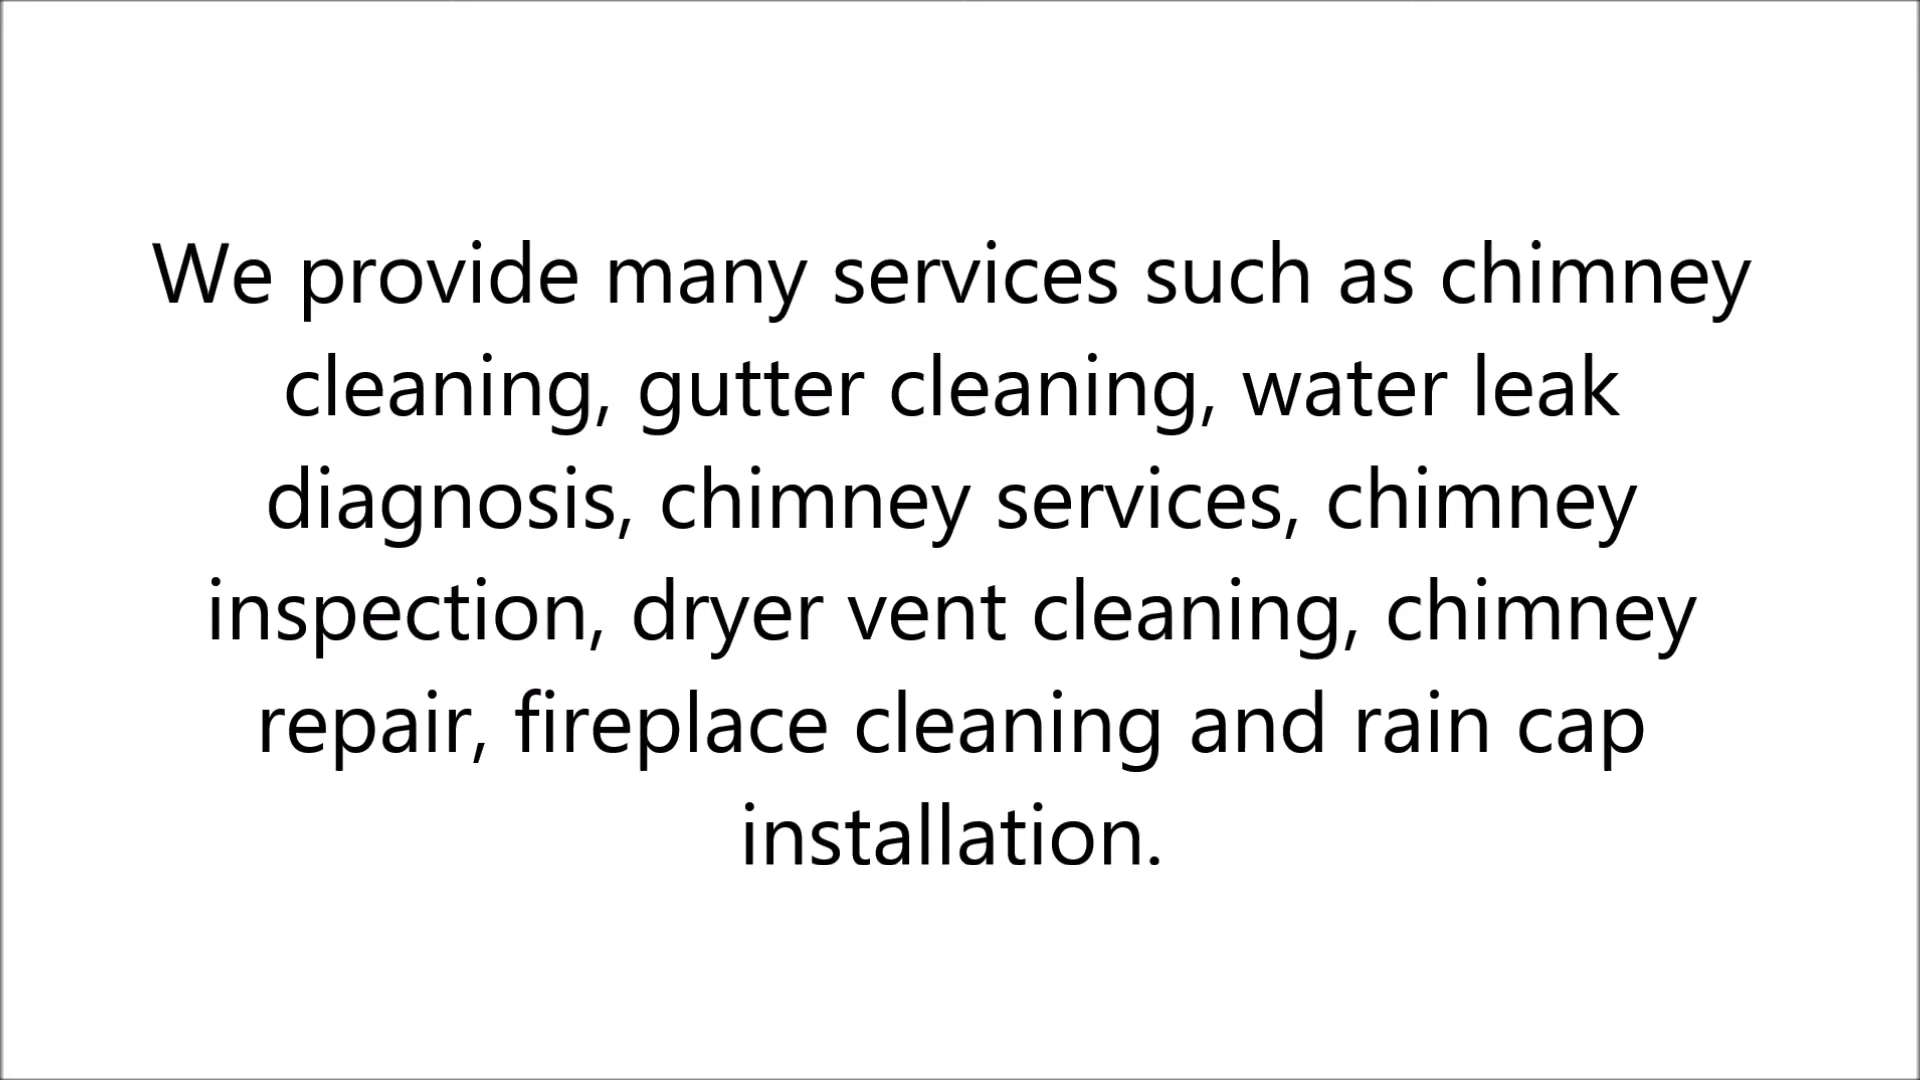 We provide many services such as chimney
cleaning, gutter cleaning, water leak
diagnosis, chimney services, chimney
inspection, dryer vent cleaning, chimney
repair, fireplace cleaning and rain cap
installation.